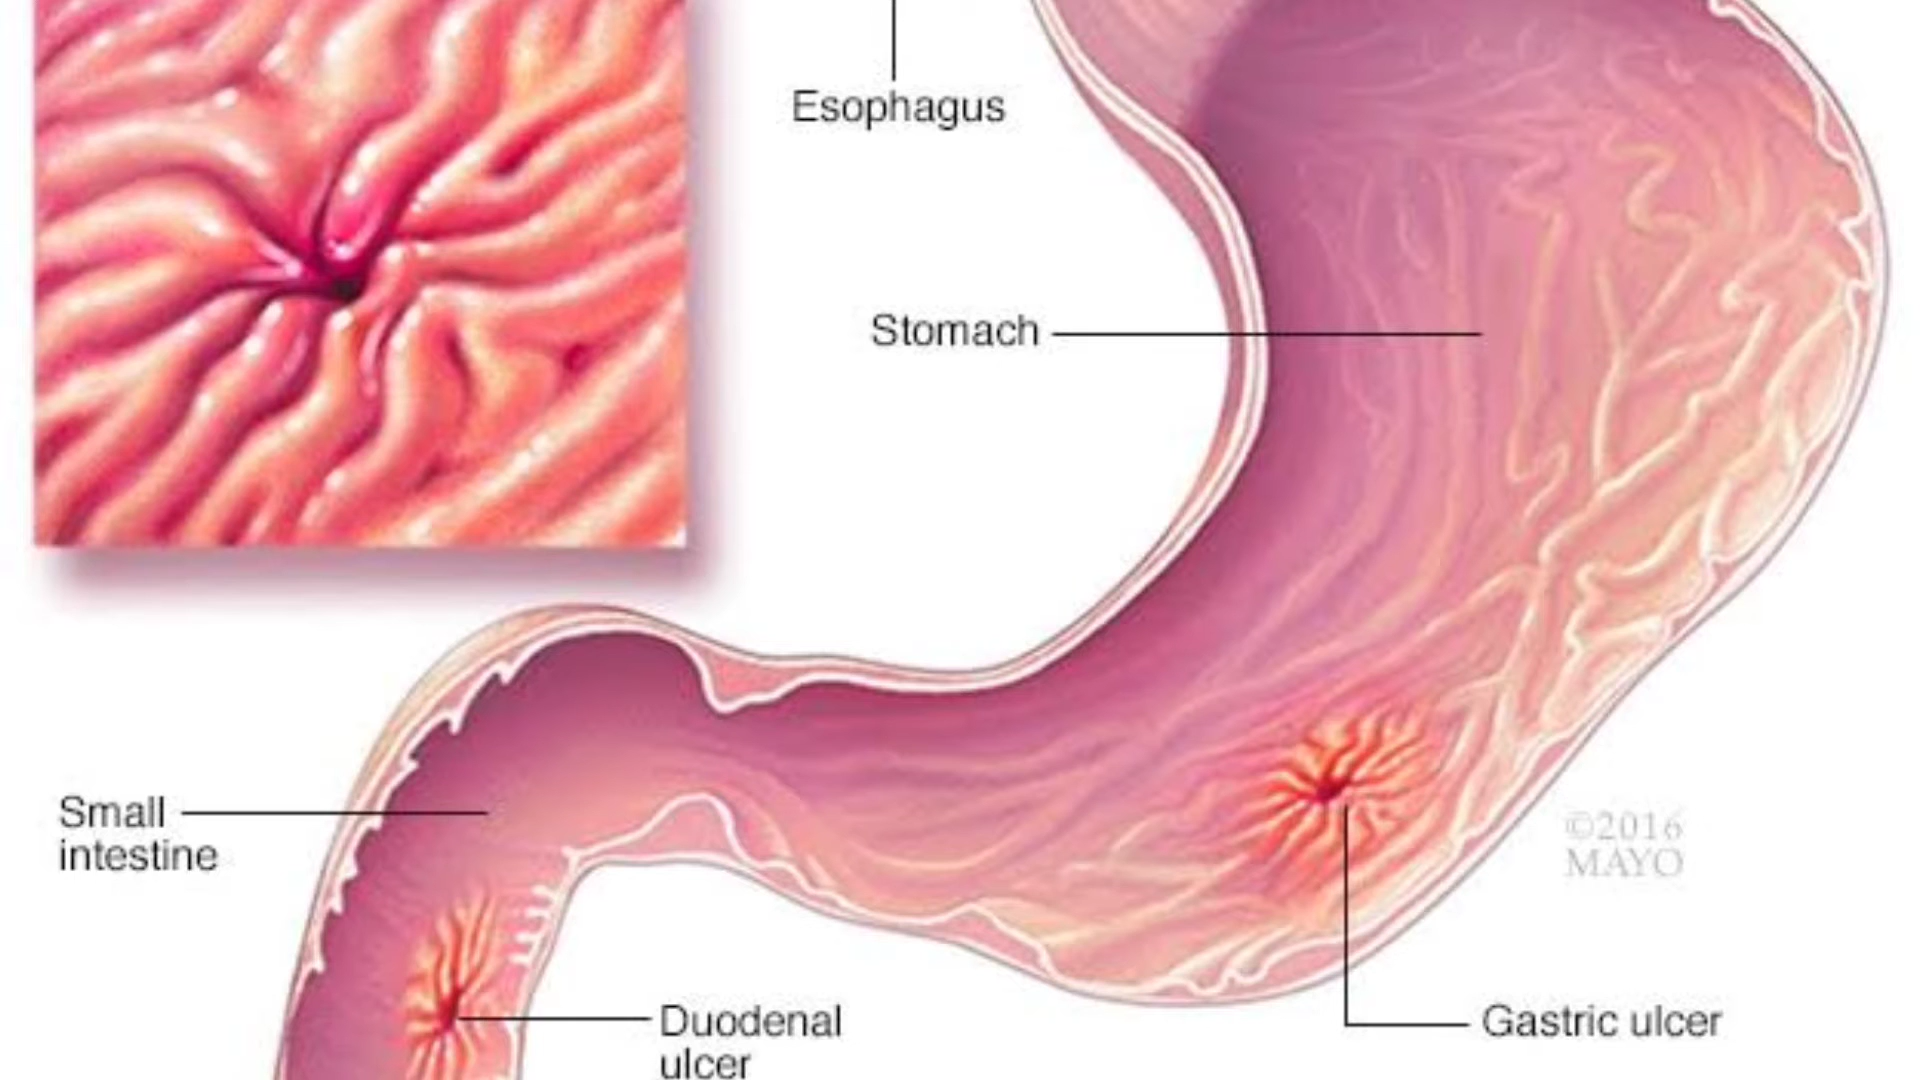 Esophagus
Stomach
Small
intestine
©2016
MAYO
Duodenal
ulcer
Gastric ulcer